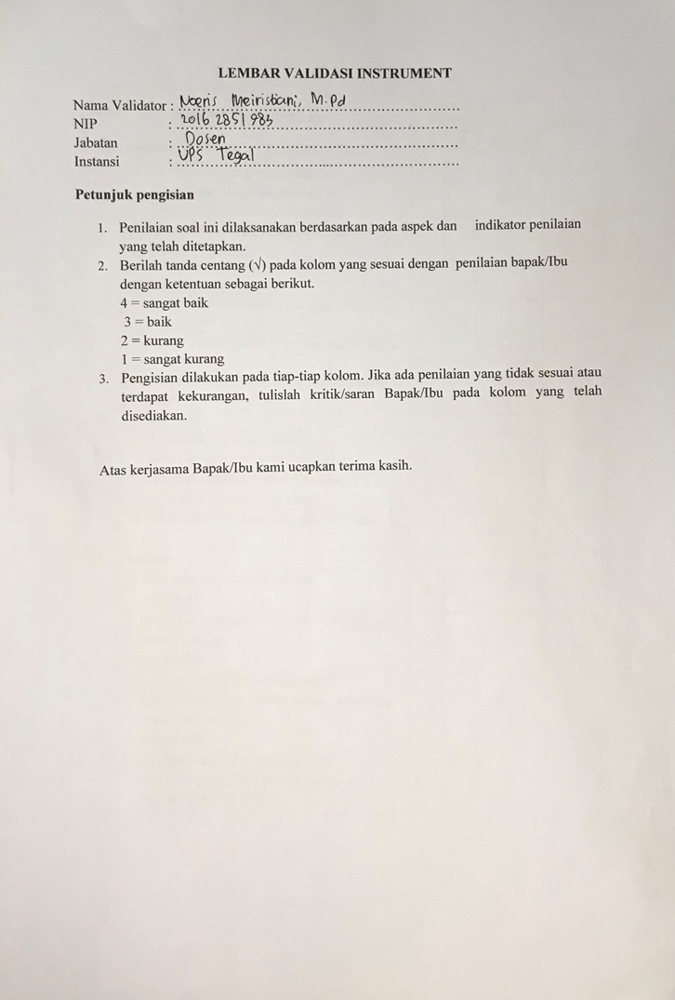 LEMBAR VALIDASI INSTRUMENT
Nama Validator : Noeris Meiristiani, M.Pd
NIP : 2016 2851 983
Jabatan : Dosen
Instansi : UPS Tegal
Petunjuk pengisian
1. Penilaian soal ini dilaksanakan berdasarkan pada aspek dan indikator penilaian
yang telah ditetapkan.
2. Berilah tanda centang (√) pada kolom yang sesuai dengan penilaian bapak/Ibu
dengan ketentuan sebagai berikut.
4 = sangat baik
3 = baik
2 = kurang
1 = sangat kurang
3. Pengisian dilakukan pada tiap-tiap kolom. Jika ada penilaian yang tidak sesuai atau
terdapat kekurangan, tulislah kritik/saran Bapak/Ibu pada kolom yang telah
disediakan.
Atas kerjasama Bapak/Ibu kami ucapkan terima kasih.